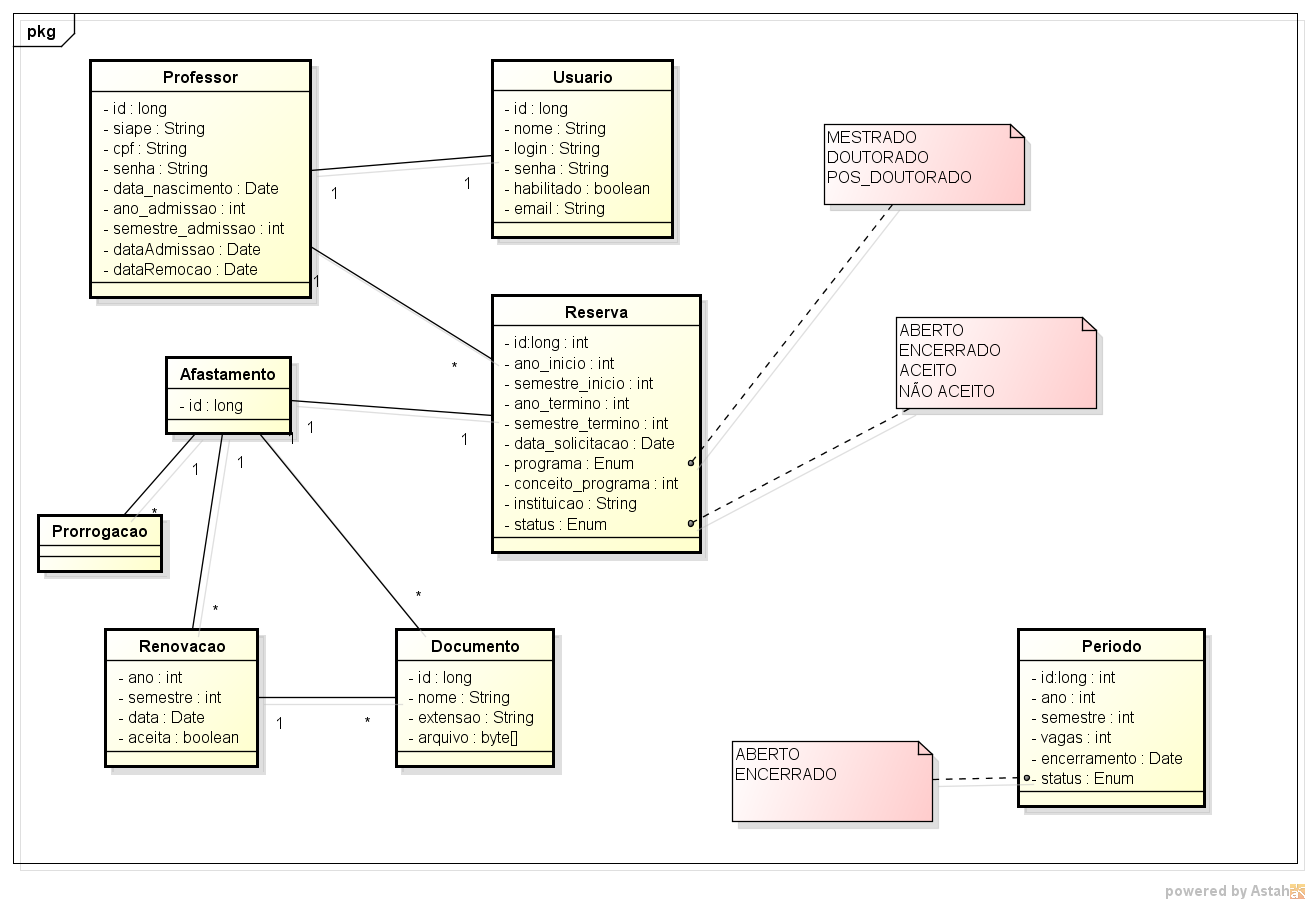 pkg
Professor
- id : long
- siape : String
- cpf : String
- senha : String
- data_nascimento : Date
- ano_admissao : int
- semestre_admissao : int
- dataAdmissao : Date
- dataRemocao : Date
1
1
Usuario
- id : long
- nome : String
- login : String
- senha : String
- habilitado : boolean
- email : String
MESTRADO
DOUTORADO
POS_DOUTORADO
1
*
Reserva
- id:long : int
- ano_inicio : int
- semestre_inicio : int
- ano_termino : int
- semestre_termino : int
- data_solicitacao : Date
- programa : Enum
- conceito_programa : int
- instituicao : String
- status : Enum
ABERTO
ENCERRADO
ACEITO
NÃO ACEITO
Afastamento
- id : long
1
1
1
1
1
*
*
*
Prorrogacao
Renovacao
- ano : int
- semestre : int
- data : Date
- aceita : boolean
1
*
Documento
- id : long
- nome : String
- extensao : String
- arquivo : byte[]
ABERTO
ENCERRADO
Periodo
- id:long : int
- ano : int
- semestre : int
- vagas : int
- encerramento : Date
- status : Enum
powered by Astah